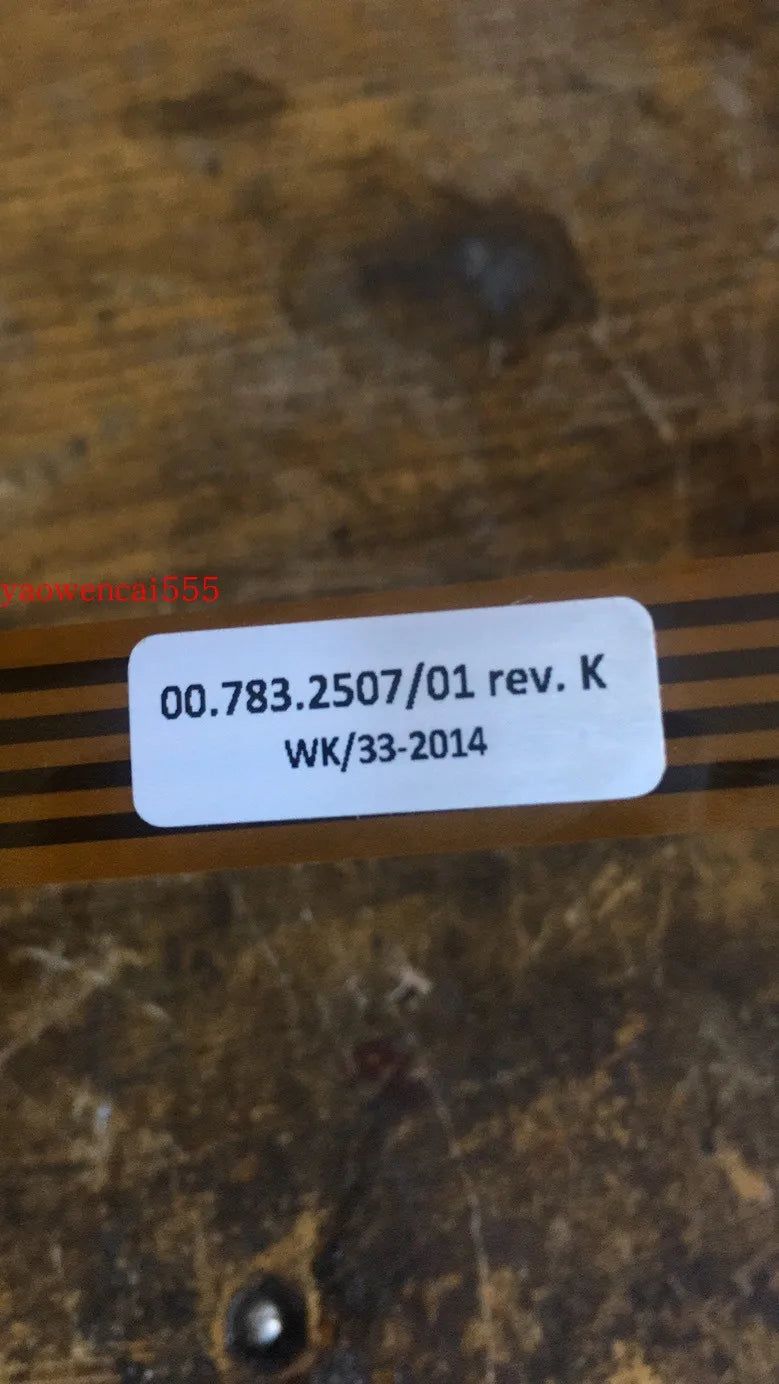 yaowencai555
00.783.2507/01 rev. K
WK/33-2014